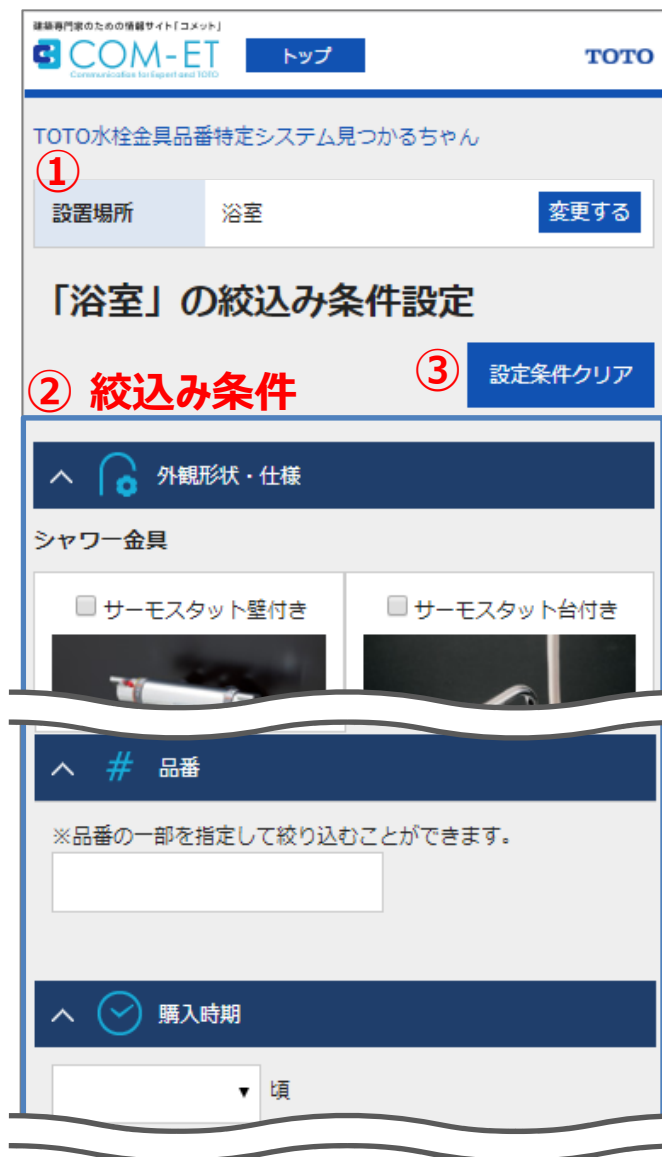 建築専門家のための情報サイト「コメット」
COM-ET
トップ
TOTO
Communication for Expert and TOTO
TOTO水栓金具品番特定システム見つかるちゃん
①
設置場所
浴室
変更する
「浴室」の絞込み条件設定
② 絞込み条件
③
設定条件クリア
外観形状・仕様
シャワー金具
サーモスタット壁付き
サーモスタット台付き
# 品番
※品番の一部を指定して絞り込むことができます。
購入時期
頃